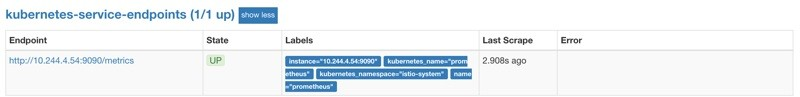 kubernetes-service-endpoints (1/1 up) show less
Endpoint State Labels Last Scrape Error
http://10.244.4.54:9090/metrics UP instance="10.244.4.54:9090" kubernetes_name="prom 2.908s ago
etheus" kubernetes_namespace="istio-system" name
="prometheus"